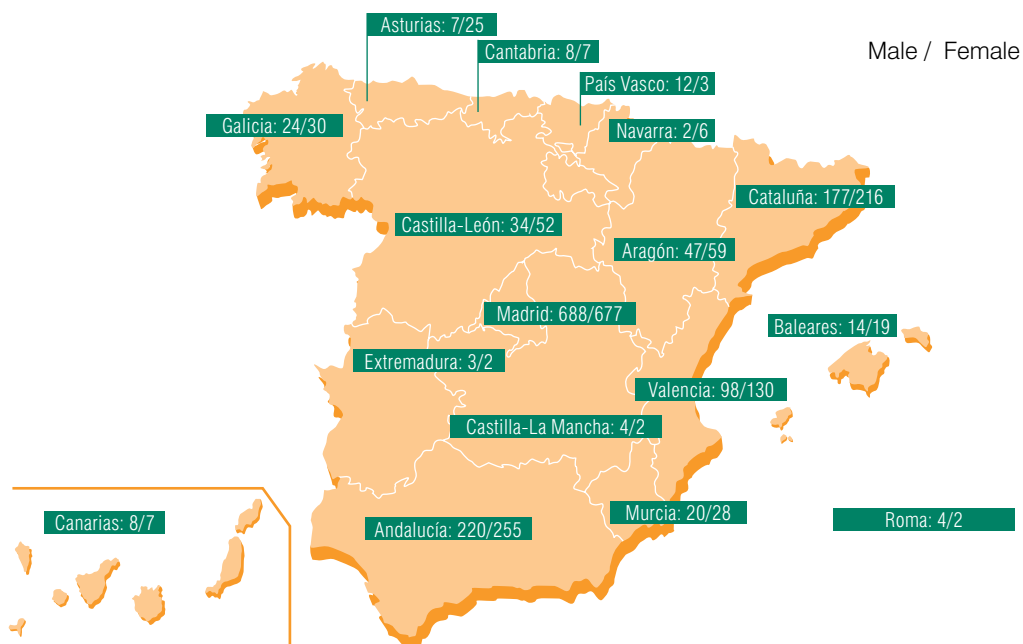 Asturias: 7/25
Cantabria: 8/7
Male / Female
País Vasco: 12/3
Galicia: 24/30
Navarra: 2/6
Cataluña: 177/216
Castilla-León: 34/52
Aragón: 47/59
Madrid: 688/677
Baleares: 14/19
Extremadura: 3/2
Valencia: 98/130
Castilla-La Mancha: 4/2
Murcia: 20/28
Canarias: 8/7
Andalucía: 220/255
Roma: 4/2